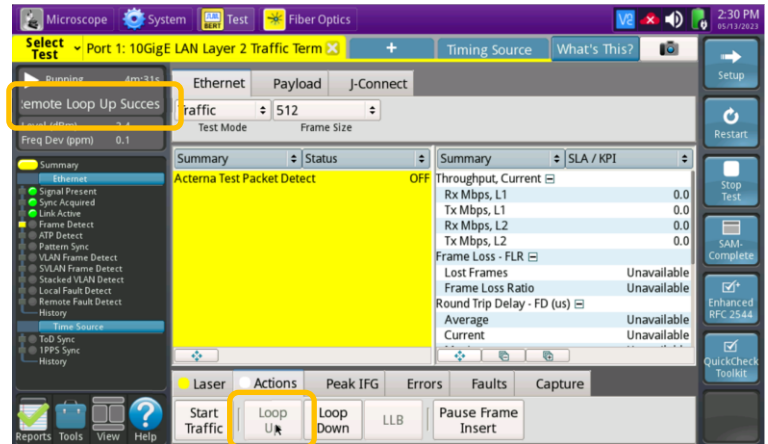 Microscope System Test Fiber Optics 2:30 PM
05/13/2023
Select Test Port 1: 10GigE LAN Layer 2 Traffic Term + Timing Source What's This?
Running 4m:31s
emote Loop Up Succes
Freq Dev (ppm) 0.1
Summary
Ethernet
Signal Present
Sync Acquired
Link Active
Frame Detect
ATP Detect
Pattern Sync
VLAN Frame Detect
SVLAN Frame Detect
Stacked VLAN Detect
Local Fault Detect
Remote Fault Detect
History
Time Source
ToD Sync
1PPS Sync
History
Reports Tools View Help
Ethernet Payload J-Connect
Traffic 512
Test Mode Frame Size
Summary Status
Acterna Test Packet Detect OFF
Summary SLA / KPI
Throughput, Current
Rx Mbps, L1 0.0
Tx Mbps, L1 0.0
Rx Mbps, L2 0.0
Tx Mbps, L2 0.0
Frame Loss - FLR
Lost Frames Unavailable
Frame Loss Ratio Unavailable
Round Trip Delay - FD (us)
Average Unavailable
Current Unavailable
Laser Actions Peak IFG Errors Faults Capture
Start Traffic
Loop Up
Loop Down
LLB
Pause Frame Insert
Setup
Restart
Stop Test
SAM-Complete
Enhanced RFC 2544
QuickCheck Toolkit